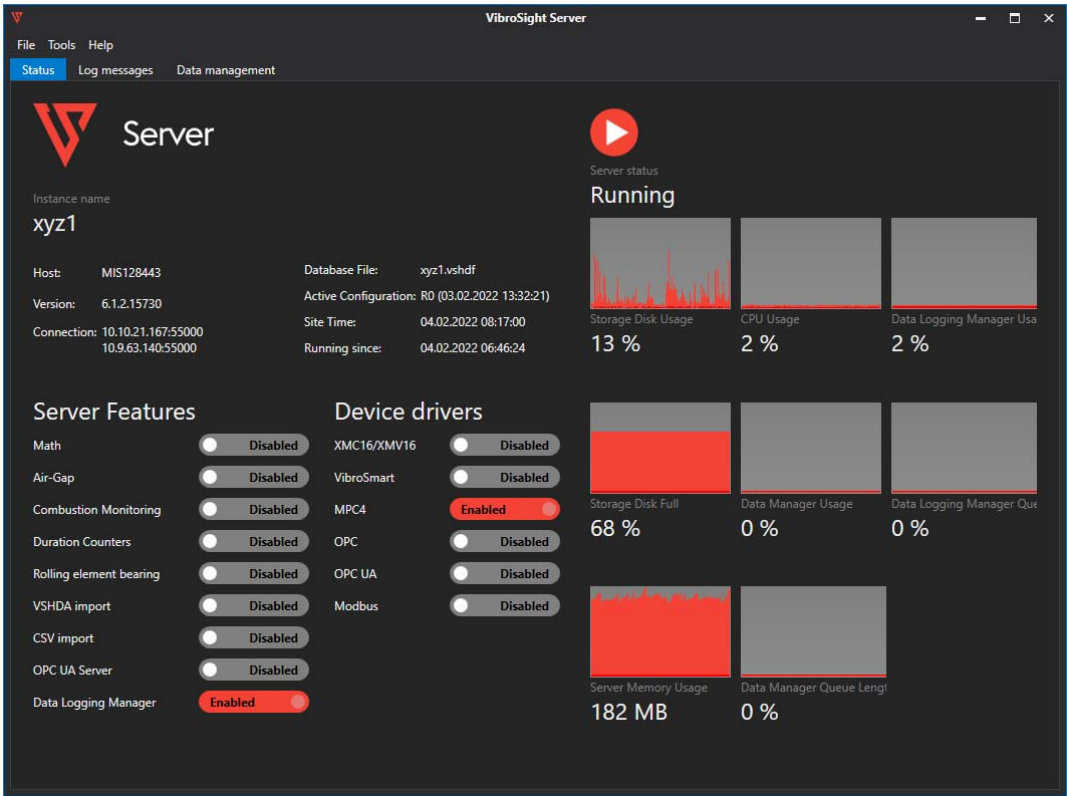 VibroSight Server
File Tools Help
Status Log messages Data management
Server
Instance name
xyz1
Host: MIS128443
Version: 6.1.2.15730
Connection: 10.10.21.167:55000
10.9.63.140:55000
Database File: xyz1.vshdf
Active Configuration: R0 (03.02.2022 13:32:21)
Site Time: 04.02.2022 08:17:00
Running since: 04.02.2022 06:46:24
Server Features
Math Disabled
Air-Gap Disabled
Combustion Monitoring Disabled
Duration Counters Disabled
Rolling element bearing Disabled
VSHDA import Disabled
CSV import Disabled
OPC UA Server Disabled
Data Logging Manager Enabled
Device drivers
XMC16/XMV16 Disabled
VibroSmart Disabled
MPC4 Enabled
OPC Disabled
OPC UA Disabled
Modbus Disabled
Server status
Running
Storage Disk Usage
13 %
CPU Usage
2 %
Data Logging Manager Usa
2 %
Storage Disk Full
68 %
Data Manager Usage
0 %
Data Logging Manager Que
0 %
Server Memory Usage
182 MB
Data Manager Queue Lengt
0 %